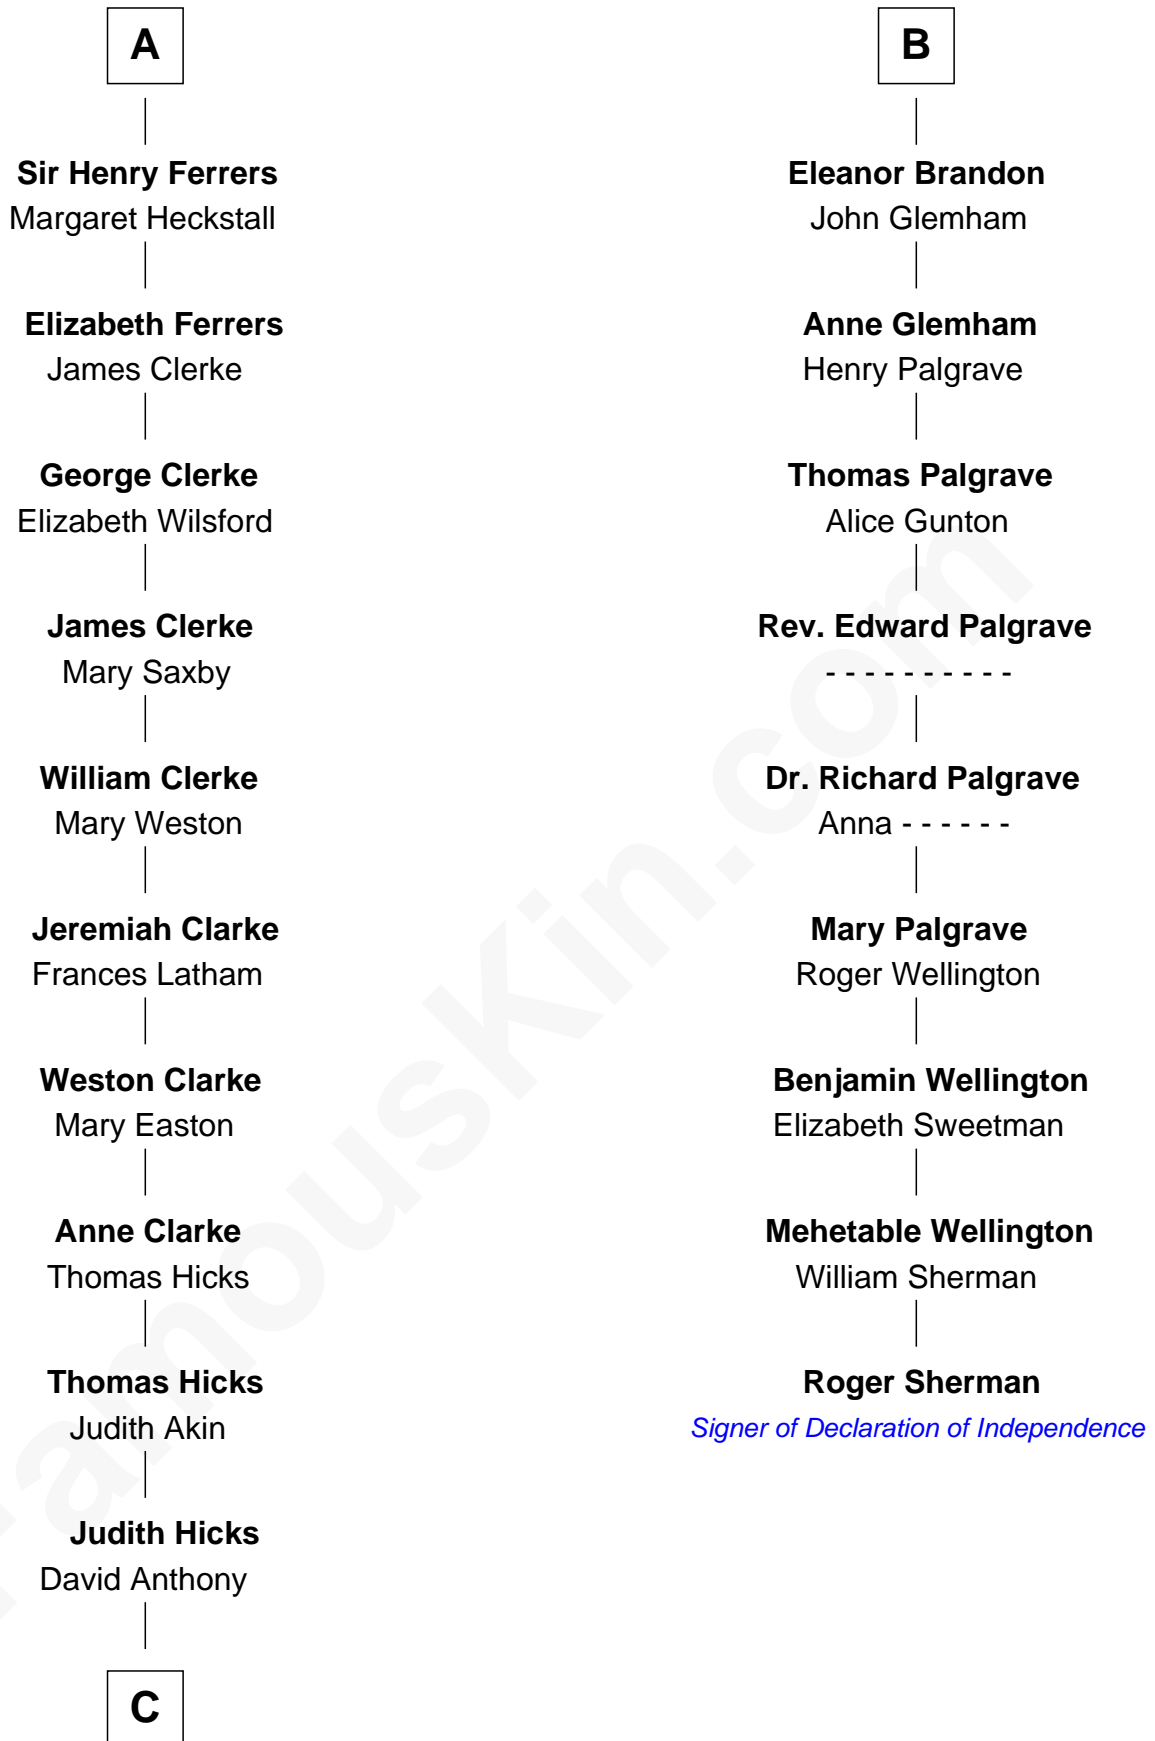 A
Sir Henry Ferrers
Margaret Heckstall
Elizabeth Ferrers
James Clerke
George Clerke
Elizabeth Wilsford
James Clerke
Mary Saxby
William Clerke
Mary Weston
Jeremiah Clarke
Frances Latham
Weston Clarke
Mary Easton
Anne Clarke
Thomas Hicks
Thomas Hicks
Judith Akin
Judith Hicks
David Anthony
C
B
Eleanor Brandon
John Glemham
Anne Glemham
Henry Palgrave
Thomas Palgrave
Alice Gunton
Rev. Edward Palgrave
- - - - - - - - - -
Dr. Richard Palgrave
Anna - - - - - -
Mary Palgrave
Roger Wellington
Benjamin Wellington
Elizabeth Sweetman
Mehetable Wellington
William Sherman
Roger Sherman
Signer of Declaration of Independence
FamousKin.com